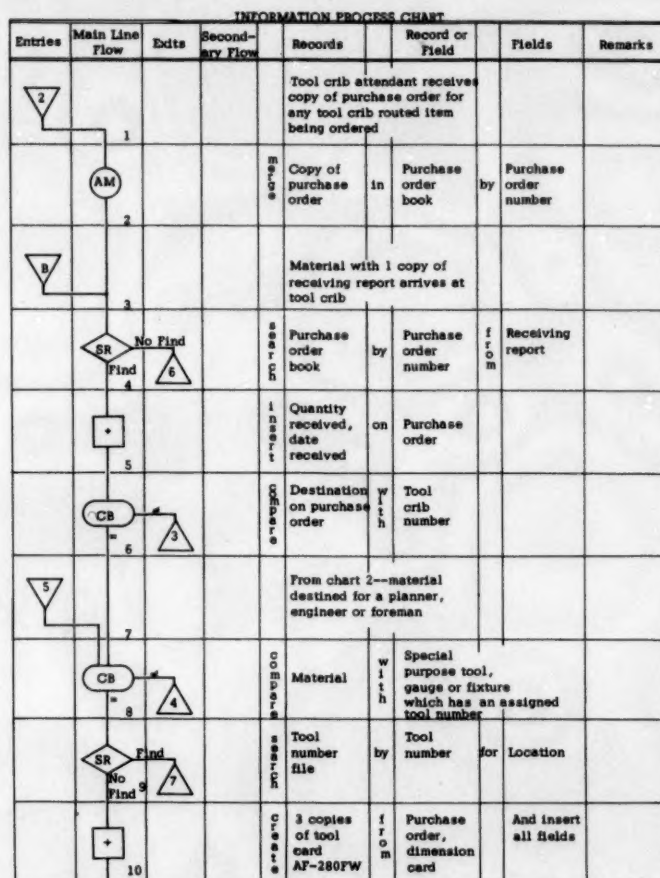 INFORMATION PROCESS CHART
Entries Main Line Flow Exits Second-ary Flow Records Record or Field Fields Remarks
2
Tool crib attendant receives
copy of purchase order for
any tool crib routed item
being ordered
1
AM
merge
Copy of purchase order
in
Purchase order book
by
Purchase order number
2
B
Material with 1 copy of
receiving report arrives at
tool crib
3
SR
No Find
Find
6
search
Purchase order book
by
Purchase order number
from
Receiving report
4
+
insert
Quantity received, date received
on
Purchase order
5
CB
≠
=
3
compare
Destination on purchase order
with
Tool crib number
6
5
From chart 2--material
destined for a planner,
engineer or foreman
7
CB
≠
=
4
compare
Material
with
Special purpose tool, gauge or fixture which has an assigned tool number
8
SR
Find
No Find
7
search
Tool number file
by
Tool number
for
Location
9
+
create
3 copies of tool card AF-280FW
from
Purchase order, dimension card
And insert all fields
10